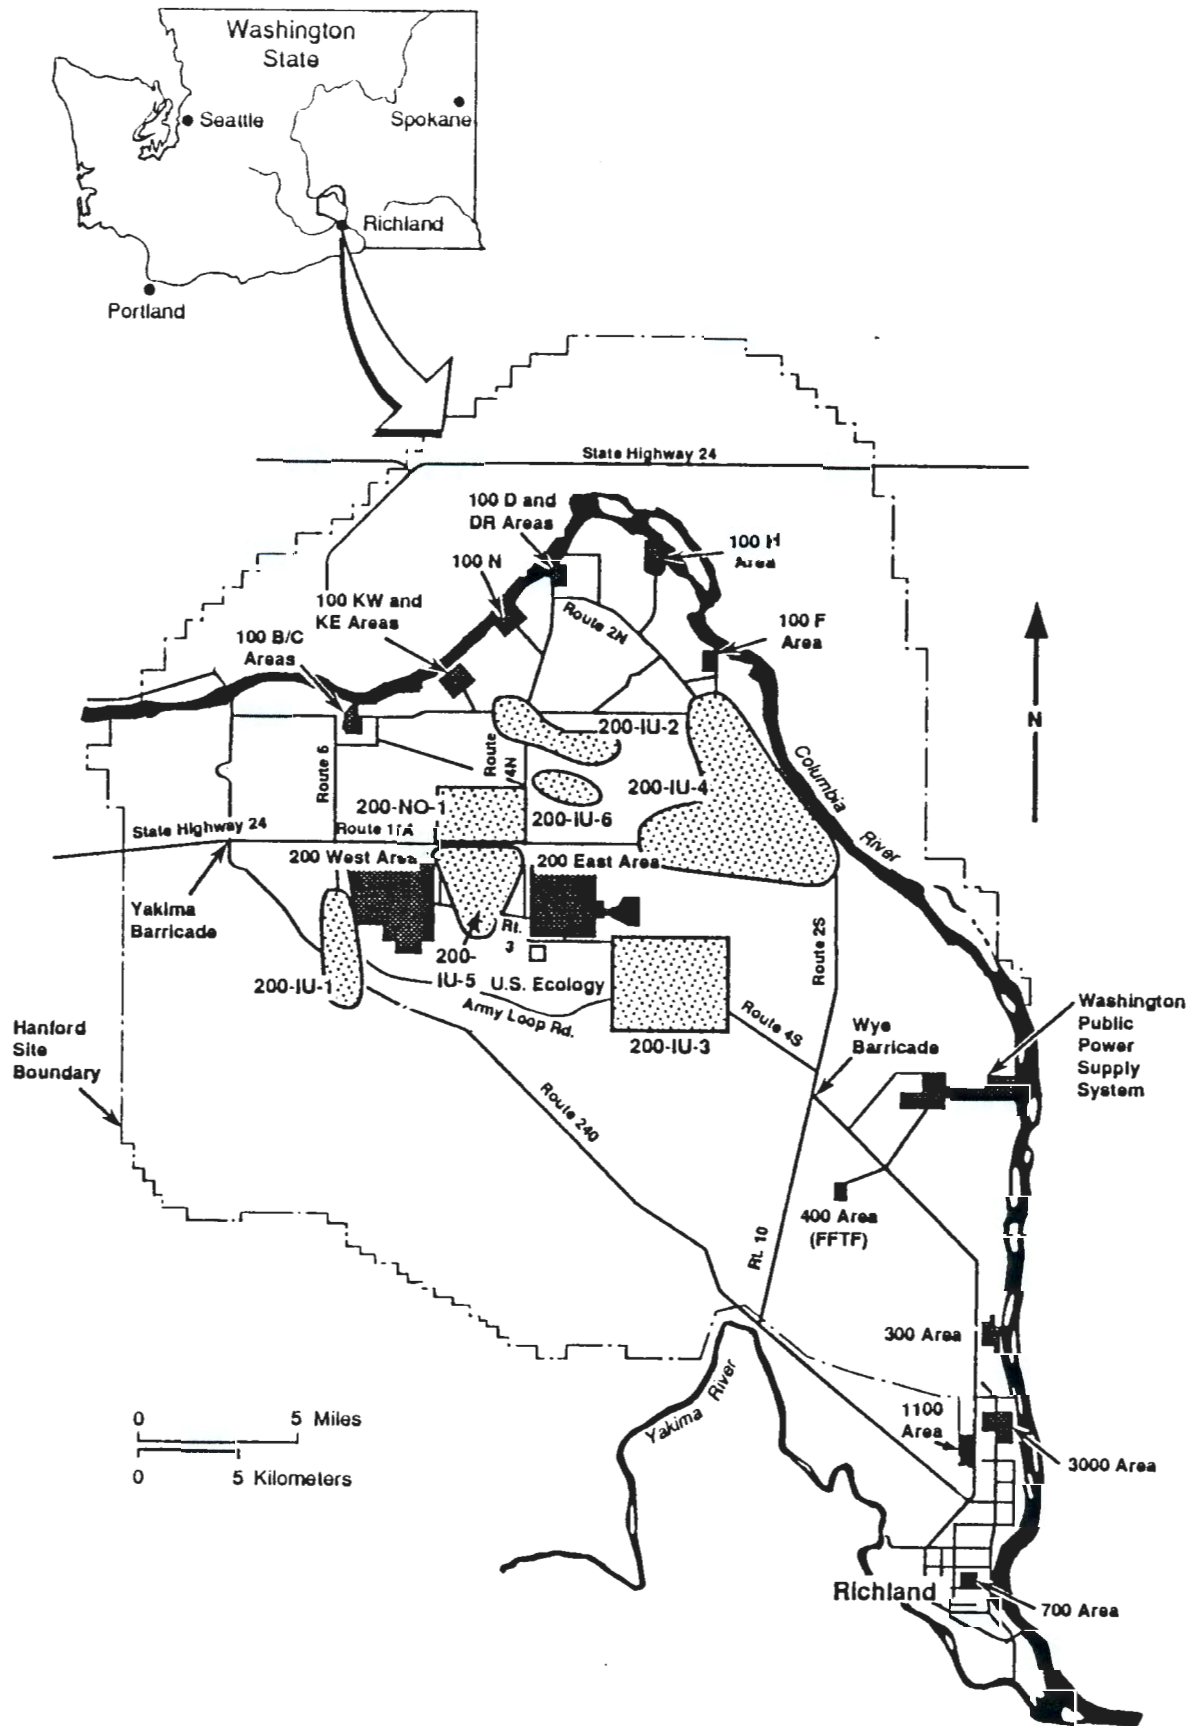 Washington
State
Seattle
Spokane
Richland
Portland
State Highway 24
100 D and
DR Areas
100 H
Area
100 N
Route 2N
100 KW and
KE Areas
100 F
Area
100 B/C
Areas
N
200-IU-2
Route
4N
Route 6
Columbia
River
200-IU-4
200-NO-1
200-IU-6
State Highway 24
Route 11A
200 West Area
200 East Area
Yakima
Barricade
Rt.
3
200-
IU-5
U.S. Ecology
200-IU-1
Army Loop Rd.
Route 2S
Route 4S
200-IU-3
Wye
Barricade
Washington
Public
Power
Supply
System
Hanford
Site
Boundary
Route 240
400 Area
(FFTF)
Rt. 10
300 Area
Yakima River
1100
Area
3000 Area
0 5 Miles
0 5 Kilometers
Richland
700 Area